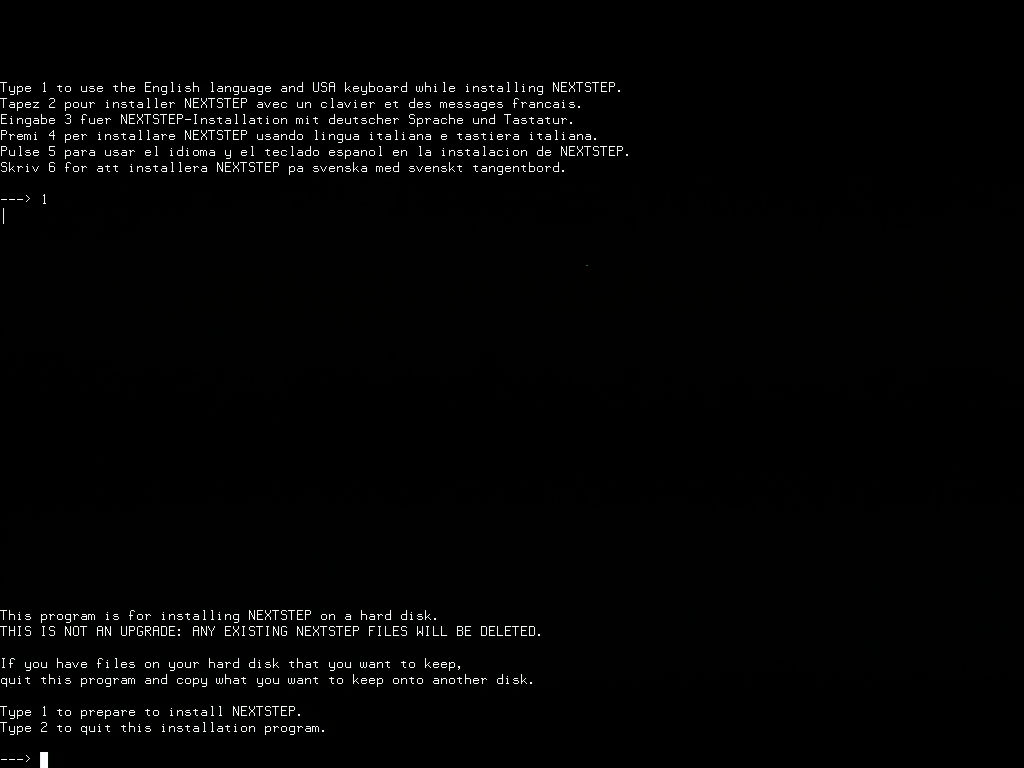 Type 1 to use the English language and USA keyboard while installing NEXTSTEP.
Tapez 2 pour installer NEXTSTEP avec un clavier et des messages francais.
Eingabe 3 fuer NEXTSTEP-Installation mit deutscher Sprache und Tastatur.
Premi 4 per installare NEXTSTEP usando lingua italiana e tastiera italiana.
Pulse 5 para usar el idioma y el teclado espanol en la instalacion de NEXTSTEP.
Skriv 6 for att installera NEXTSTEP pa svenska med svenskt tangentbord.
---> 1
This program is for installing NEXTSTEP on a hard disk.
THIS IS NOT AN UPGRADE: ANY EXISTING NEXTSTEP FILES WILL BE DELETED.
If you have files on your hard disk that you want to keep,
quit this program and copy what you want to keep onto another disk.
Type 1 to prepare to install NEXTSTEP.
Type 2 to quit this installation program.
--->